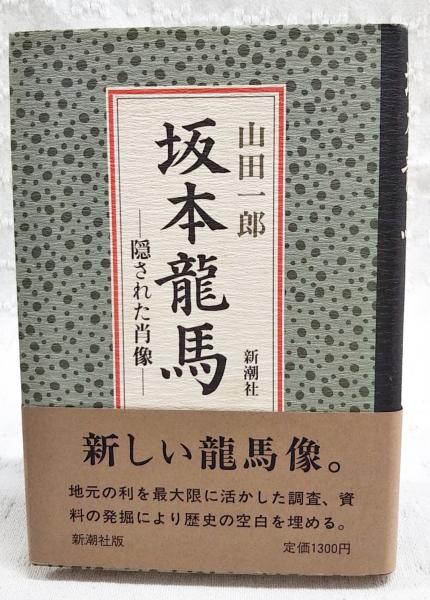 山田一郎
坂本龍馬
―隠された肖像―
新潮社
新しい龍馬像。
地元の利を最大限に活かした調査、資
料の発掘により歴史の空白を埋める。
新潮社版
定価1300円